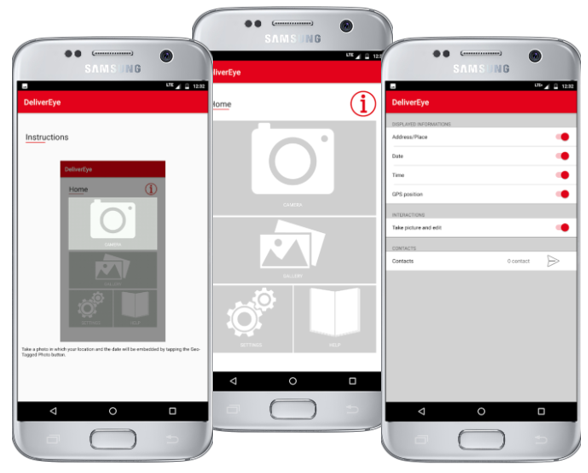 SAMSUNG
LTE 12:02
DeliverEye
Instructions
DeliverEye
Home
CAMERA
GALLERY
SETTINGS
HELP
Take a photo in which your location and the date will be embedded by tapping the Geo-
Tagged Photo button.
SAMSUNG
LTE 12:02
liverEye
Home
CAMERA
GALLERY
SETTINGS
HELP
SAMSUNG
LTE 12:02
DeliverEye
DISPLAYED INFORMATIONS
Address/Place
Date
Time
GPS position
INTERACTIONS
Take picture and edit
CONTACTS
Contacts 0 contact